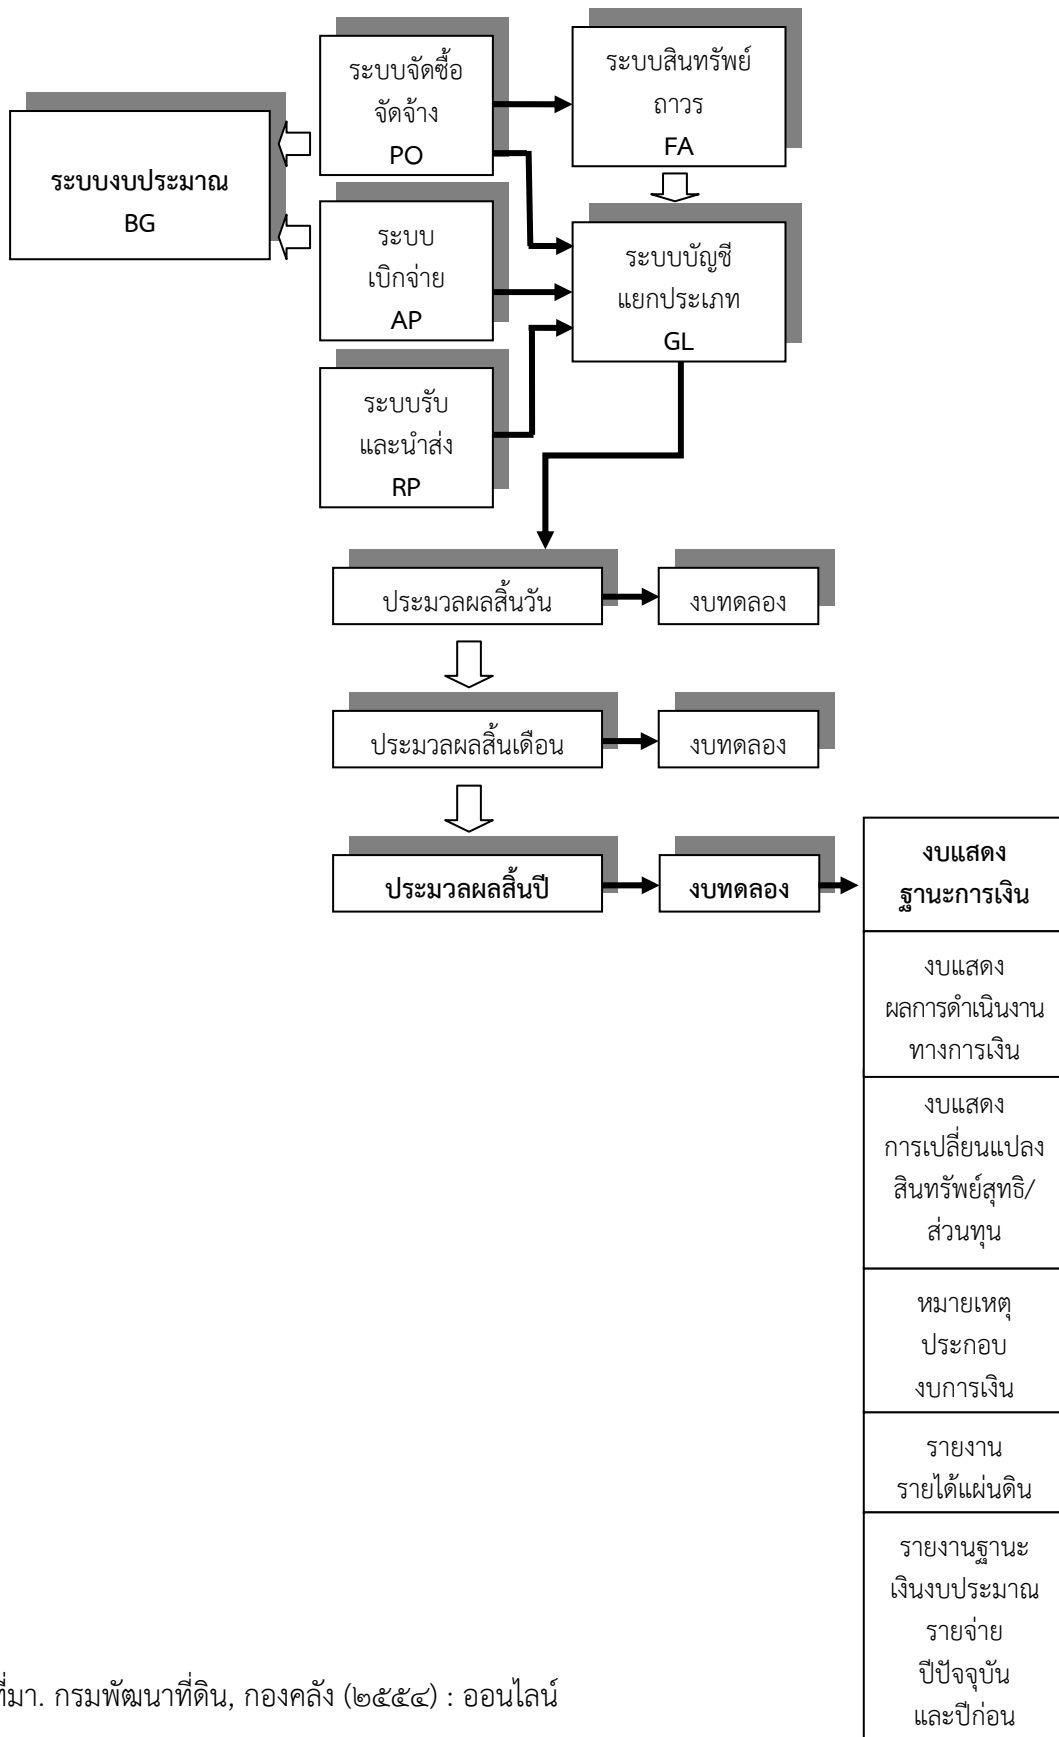 ระบบจัดซื้อ
จัดจ้าง
PO
ระบบสินทรัพย์
ถาวร
FA
ระบบงบประมาณ
BG
ระบบ
เบิกจ่าย
AP
ระบบบัญชี
แยกประเภท
GL
ระบบรับ
และนำส่ง
RP
ประมวลผลสิ้นวัน
งบทดลอง
ประมวลผลสิ้นเดือน
งบทดลอง
ประมวลผลสิ้นปี
งบทดลอง
งบแสดง
ฐานะการเงิน
งบแสดง
ผลการดำเนินงาน
ทางการเงิน
งบแสดง
การเปลี่ยนแปลง
สินทรัพย์สุทธิ/
ส่วนทุน
หมายเหตุ
ประกอบ
งบการเงิน
รายงาน
รายได้แผ่นดิน
รายงานฐานะ
เงินงบประมาณ
รายจ่าย
ปีปัจจุบัน
และปีก่อน
ที่มา. กรมพัฒนาที่ดิน, กองคลัง (๒๕๕๔) : ออนไลน์